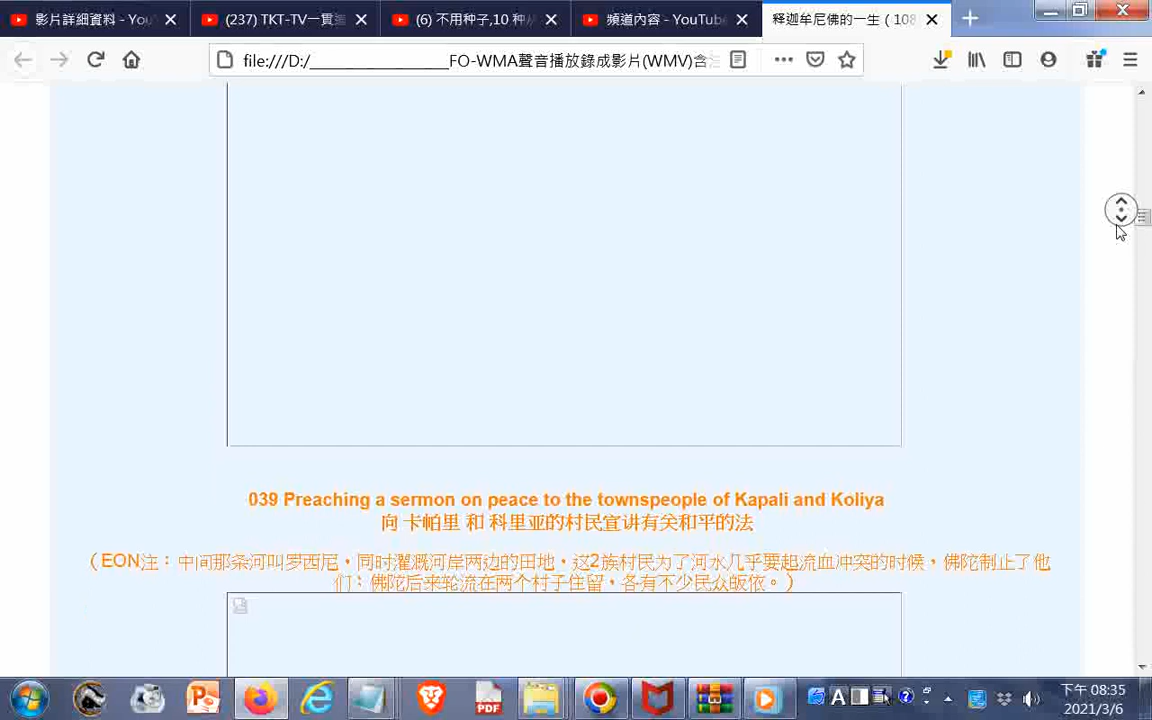 影片詳細資料 - You
(237) TKT-TV一貫道
(6) 不用种子,10 种
頻道內容 - YouTube
释迦牟尼佛的一生（108
file:///D:/________________FO-WMA聲音播放錄成影片(WMV)含
039 Preaching a sermon on peace to the townspeople of Kapali and Koliya
向 卡帕里 和 科里亚的村民宣讲有关和平的法
（EON注：中间那条河叫罗西尼，同时灌溉河岸两边的田地，这2族村民为了河水几乎要起流血冲突的时候，佛陀制止了他
们；佛陀后来轮流在两个村子住留，各有不少民众皈依。）
PDF
A
下午 08:35
2021/3/6